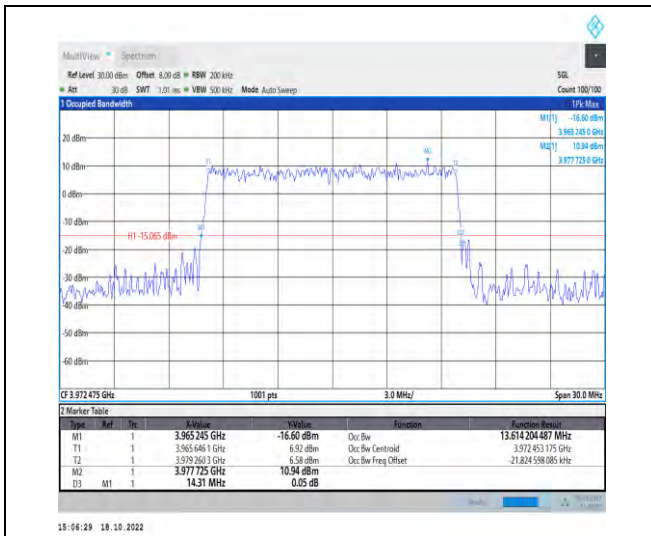 MultiView Spectrum
Ref Level 30.00 dBm Offset 8.09 dB RBW 200 kHz SGL
Att 30 dB SWT 1.01 ms VBW 500 kHz Mode Auto Sweep Count 100/100
1 Occupied Bandwidth 1Pk Max
M1[1] -16.60 dBm
3.965 245 0 GHz
M2[1] 10.94 dBm
3.977 725 0 GHz
20 dBm
M2
T1 T2
10 dBm
0 dBm
-10 dBm
H1 -15.065 dBm
-20 dBm
-30 dBm
-40 dBm
-50 dBm
-60 dBm
CF 3.972 475 GHz 1001 pts 3.0 MHz/ Span 30.0 MHz
2 Marker Table
Type Ref Trc X-Value Y-Value Function Function Result
M1 1 3.965 245 GHz -16.60 dBm Occ Bw 13.614 204 487 MHz
T1 1 3.965 646 1 GHz 6.92 dBm Occ Bw Centroid 3.972 453 175 GHz
T2 1 3.979 260 3 GHz 6.58 dBm Occ Bw Freq Offset -21.824 598 085 kHz
M2 1 3.977 725 GHz 10.94 dBm
D3 M1 1 14.31 MHz 0.05 dB
15:06:29 18.10.2022